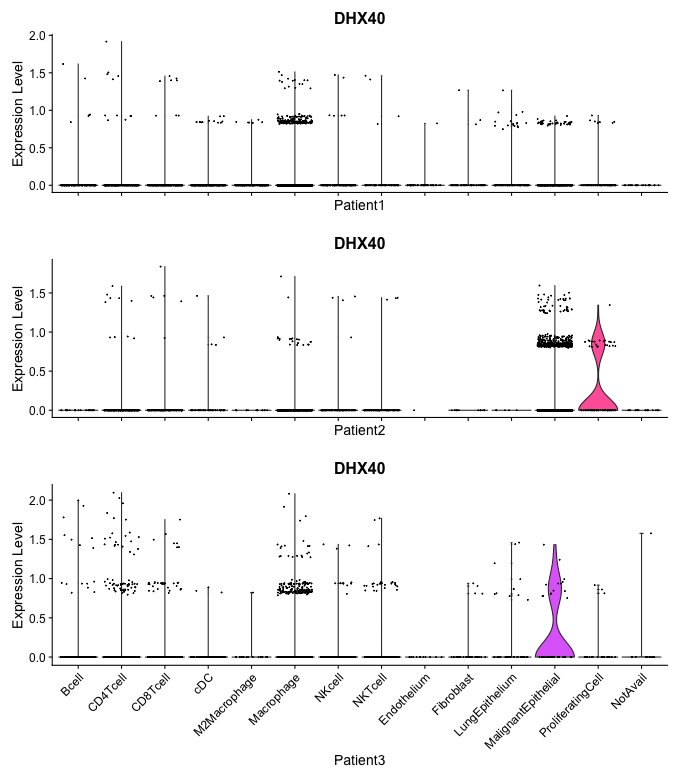 DHX40
Expression Level
2.0
1.5
1.0
0.5
0.0
Patient1
DHX40
Expression Level
1.5
1.0
0.5
0.0
Patient2
DHX40
Expression Level
2.0
1.5
1.0
0.5
0.0
Bcell
CD4Tcell
CD8Tcell
cDC
M2Macrophage
Macrophage
NKcell
NKTcell
Endothelium
Fibroblast
LungEpithelium
MalignantEpithelial
ProliferatingCell
NotAvail
Patient3